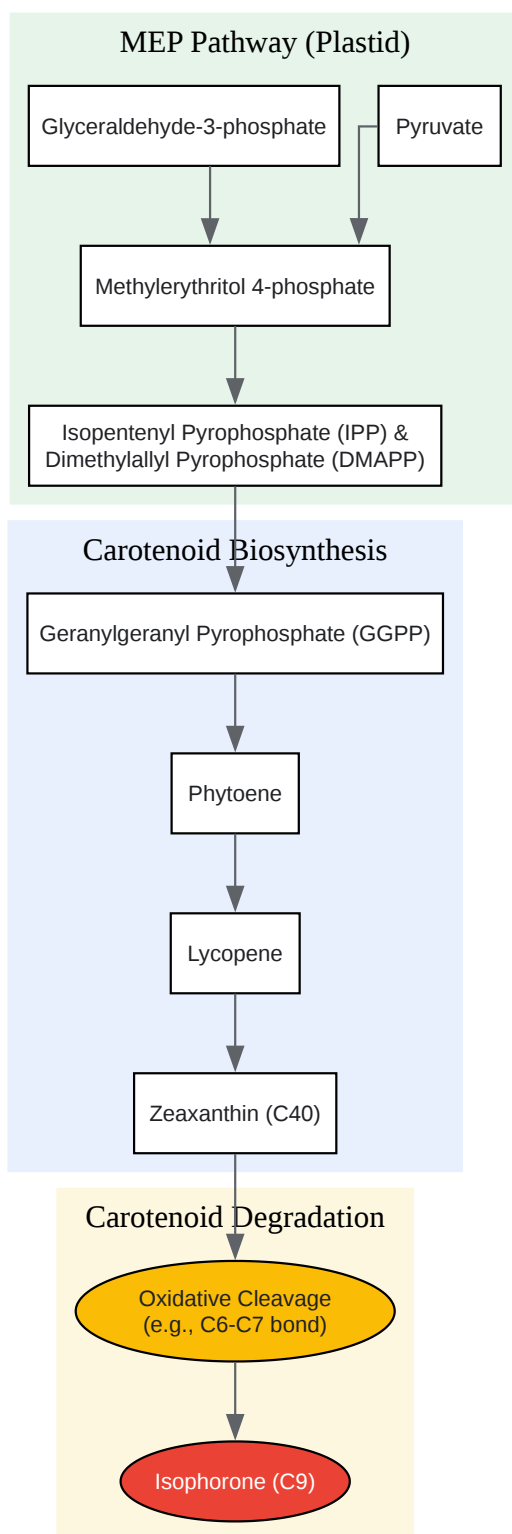 MEP Pathway (Plastid)
Glyceraldehyde-3-phosphate
Pyruvate
Methylerythritol 4-phosphate
Isopentenyl Pyrophosphate (IPP) &
Dimethylallyl Pyrophosphate (DMAPP)
Carotenoid Biosynthesis
Geranylgeranyl Pyrophosphate (GGPP)
Phytoene
Lycopene
Zeaxanthin (C40)
Carotenoid Degradation
Oxidative Cleavage
(e.g., C6-C7 bond)
Isophorone (C9)